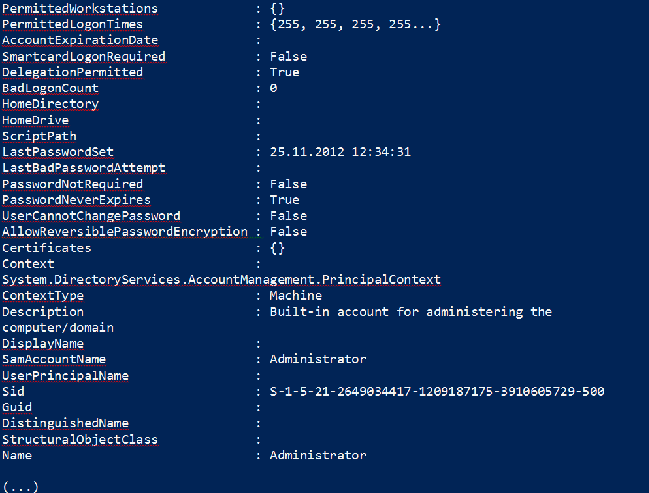 PermittedWorkstations : {}
PermittedLogonTimes : {255, 255, 255, 255...}
AccountExpirationDate :
SmartcardLogonRequired : False
DelegationPermitted : True
BadLogonCount : 0
HomeDirectory :
HomeDrive :
ScriptPath :
LastPasswordSet : 25.11.2012 12:34:31
LastBadPasswordAttempt :
PasswordNotRequired : False
PasswordNeverExpires : True
UserCannotChangePassword : False
AllowReversiblePasswordEncryption : False
Certificates : {}
Context :
System.DirectoryServices.AccountManagement.PrincipalContext
ContextType : Machine
Description : Built-in account for administering the
computer/domain
DisplayName :
SamAccountName : Administrator
UserPrincipalName :
Sid : S-1-5-21-2649034417-1209187175-3910605729-500
Guid :
DistinguishedName :
StructuralObjectClass :
Name : Administrator
(...)